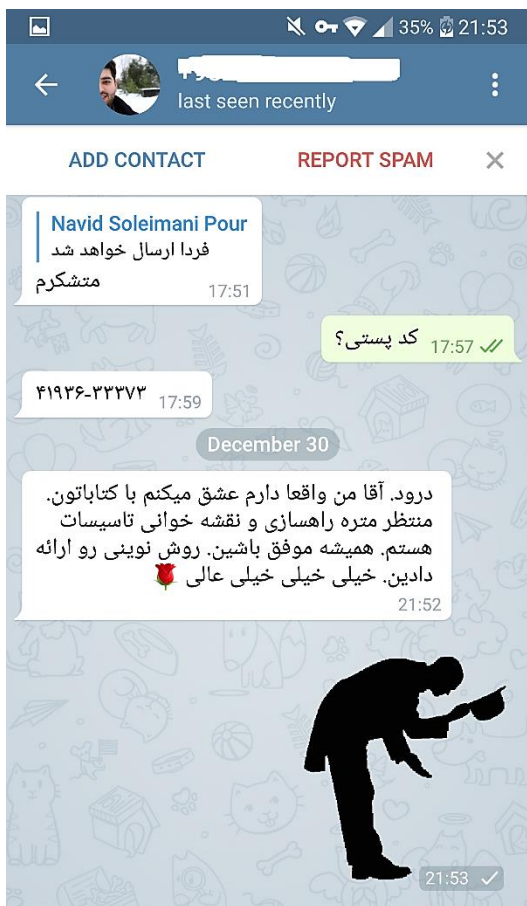 35% 21:53
last seen recently
ADD CONTACT REPORT SPAM
Navid Soleimani Pour
فردا ارسال خواهد شد
متشکرم
17:51
کد پستی؟ 17:57
۴۱۹۳۶-۳۳۳۷۳ 17:59
December 30
درود. آقا من واقعا دارم عشق میکنم با کتاباتون.
منتظر متره راهسازی و نقشه خوانی تاسیسات
هستم. همیشه موفق باشین. روش نوینی رو ارائه
دادین. خیلی خیلی خیلی عالی 🌹
21:52
21:53